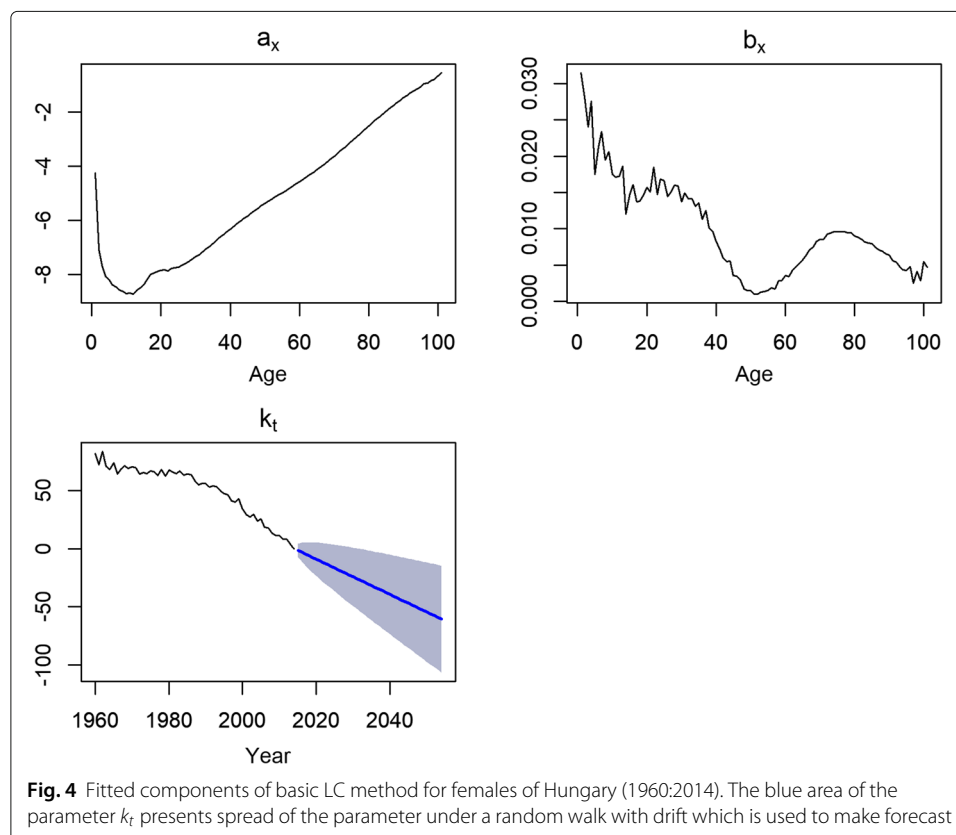 a_x
-2
-4
-6
-8
0 20 40 60 80 100
Age
b_x
0.030
0.020
0.010
0.000
0 20 40 60 80 100
Age
k_t
50
0
-50
-100
1960 1980 2000 2020 2040
Year
Fig. 4 Fitted components of basic LC method for females of Hungary (1960:2014). The blue area of the
parameter k_t presents spread of the parameter under a random walk with drift which is used to make forecast